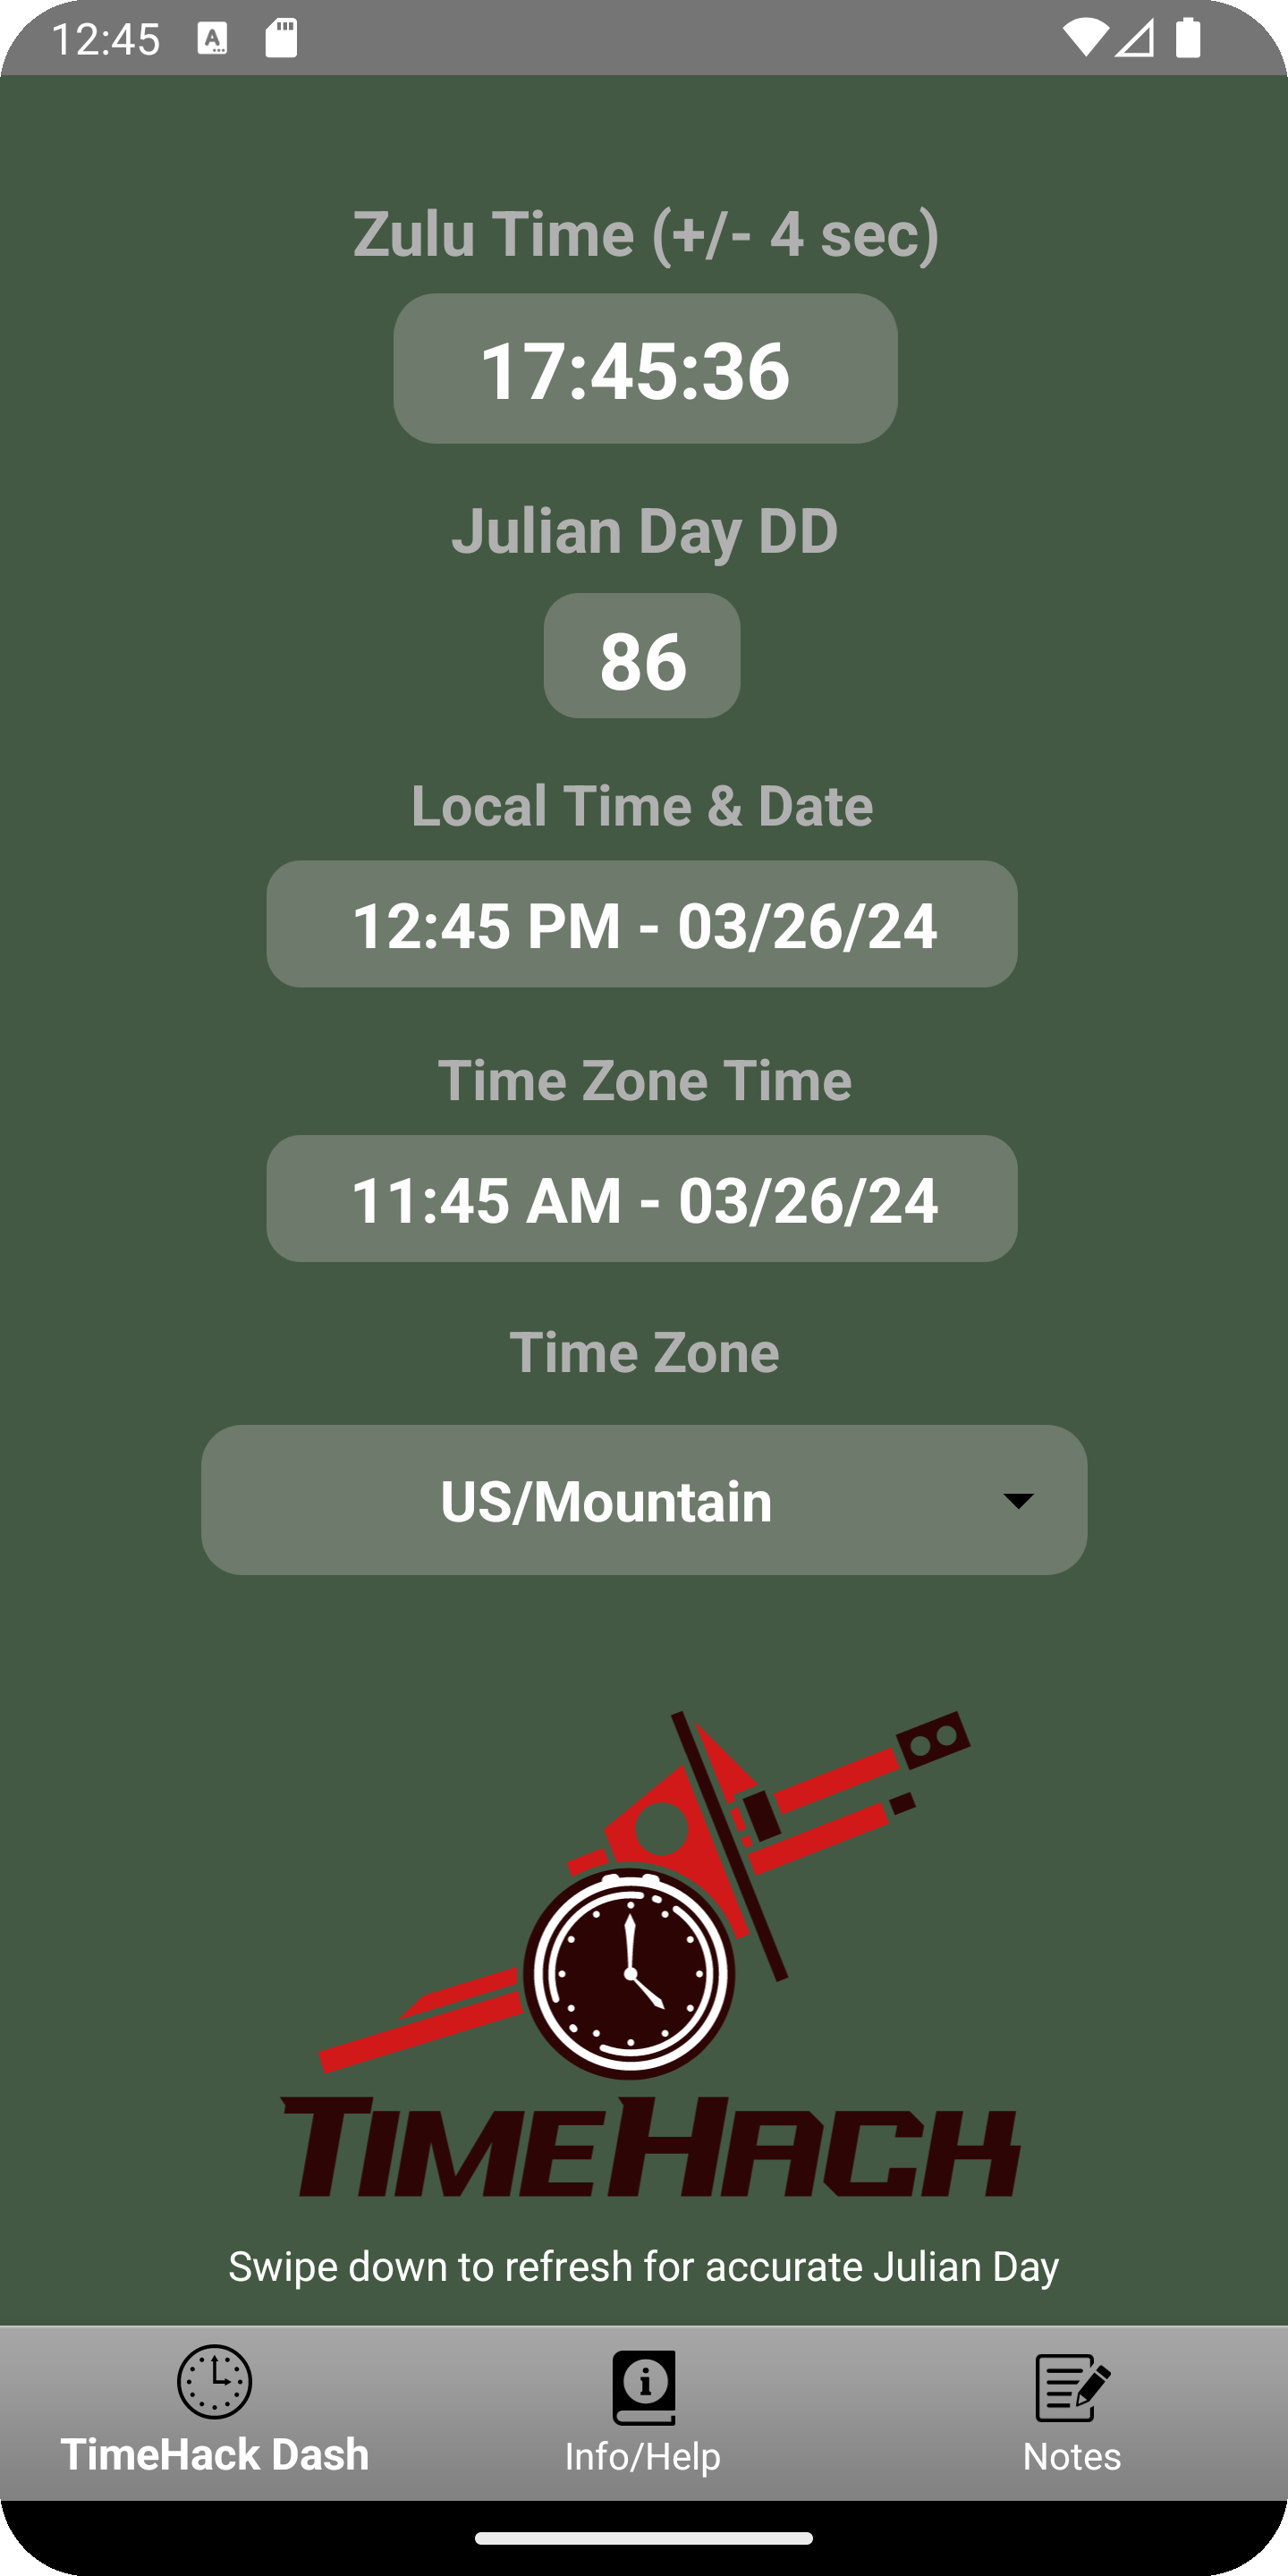 12:45
Zulu Time (+/- 4 sec)
17:45:36
Julian Day DD
86
Local Time & Date
12:45 PM - 03/26/24
Time Zone Time
11:45 AM - 03/26/24
Time Zone
US/Mountain
TIMEHACK
Swipe down to refresh for accurate Julian Day
TimeHack Dash
Info/Help
Notes